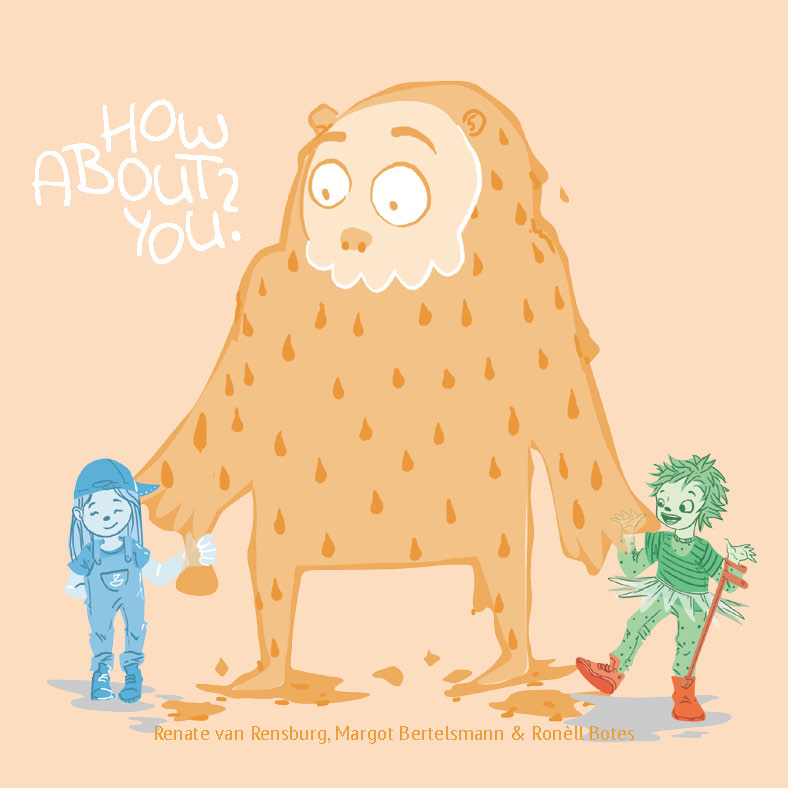 HOW
ABOUT
YOU?
Renate van Rensburg, Margot Bertelsmann & Ronèll Botes